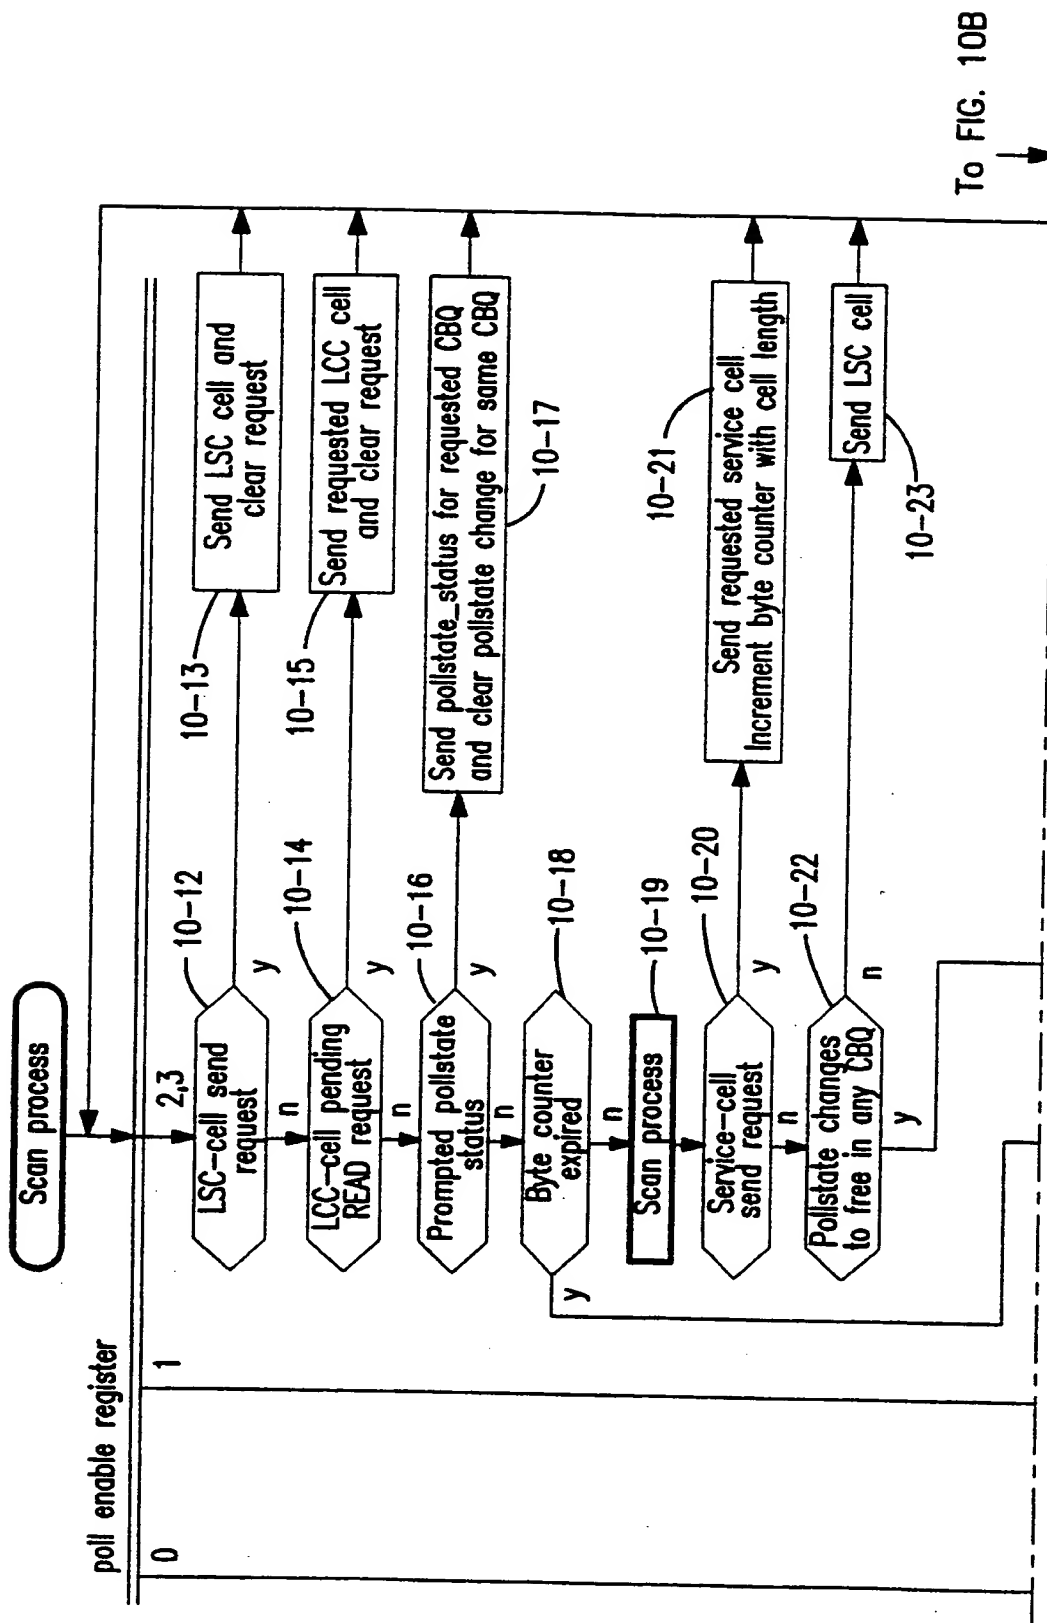 Scan process
poll enable register
0
1
2,3
LSC-cell send
request
10-12
y
n
10-13
Send LSC cell and
clear request
LCC-cell pending
READ request
10-14
y
n
10-15
Send requested LCC cell
and clear request
Prompted pollstate
status
10-16
y
n
Send pollstate_status for requested CBQ
and clear pollstate change for same CBQ
10-17
Byte counter
expired
10-18
y
n
Scan process
10-19
Service-cell
send request
10-20
y
n
10-21
Send requested service cell
Increment byte counter with cell length
Pollstate changes
to free in any CBQ
10-22
n
y
Send LSC cell
10-23
To FIG. 10B